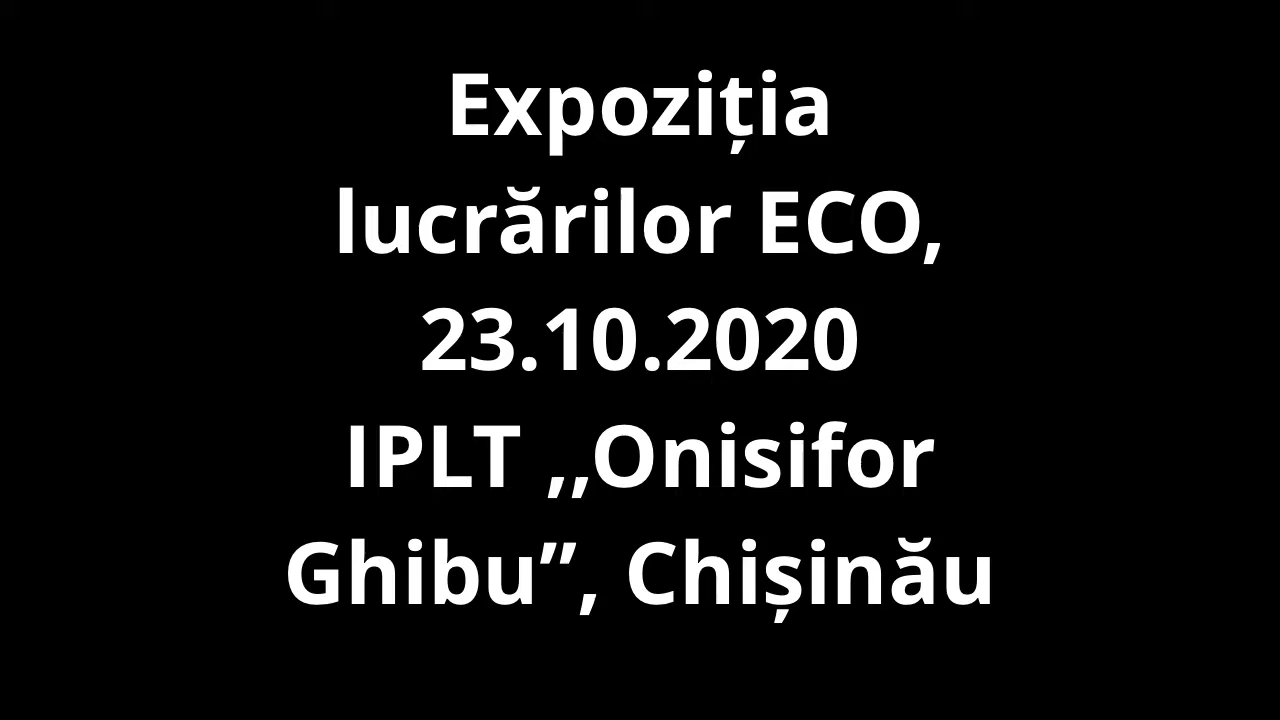 Expoziția
lucrărilor ECO,
23.10.2020
IPLT ,,Onisifor
Ghibu”, Chișinău